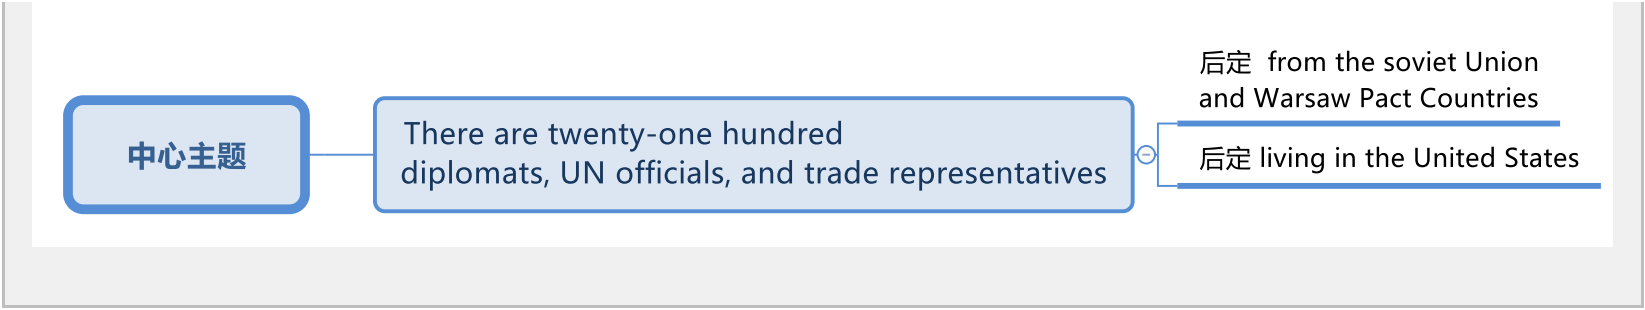 中心主题
There are twenty-one hundred
diplomats, UN officials, and trade representatives
后定 from the soviet Union
and Warsaw Pact Countries
后定 living in the United States